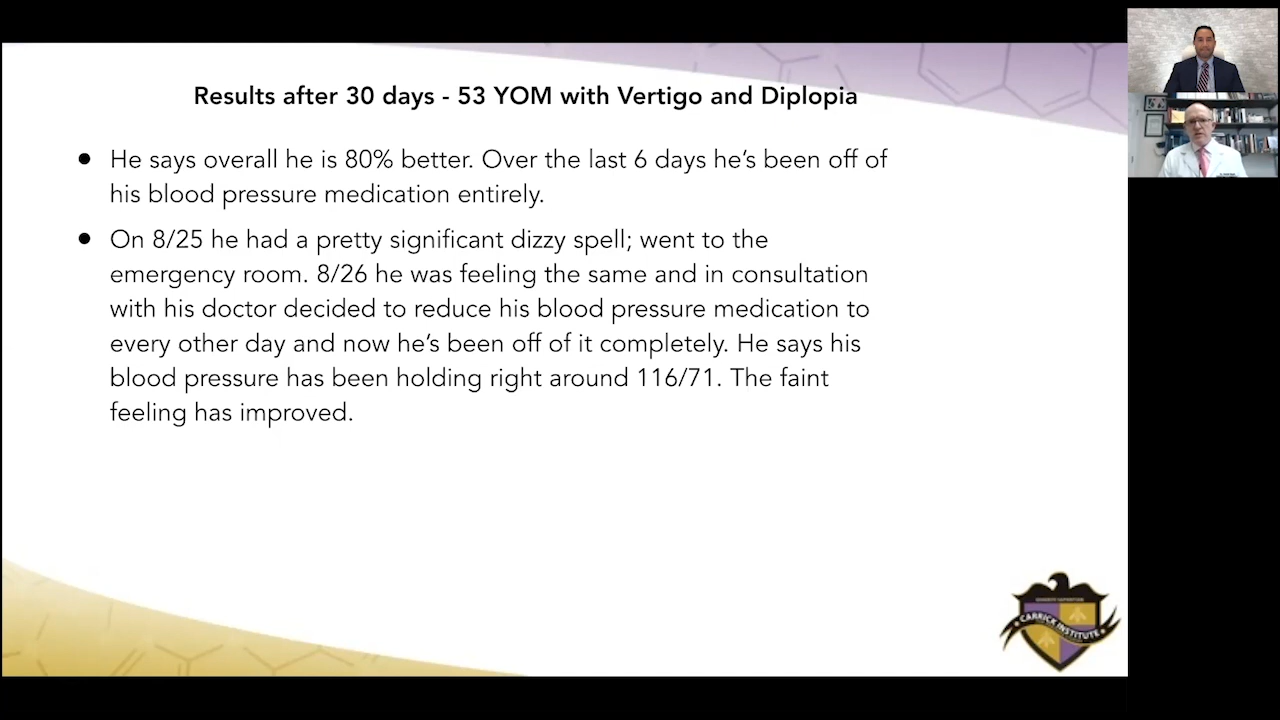 Results after 30 days - 53 YOM with Vertigo and Diplopia
● He says overall he is 80% better. Over the last 6 days he's been off of
his blood pressure medication entirely.
● On 8/25 he had a pretty significant dizzy spell; went to the
emergency room. 8/26 he was feeling the same and in consultation
with his doctor decided to reduce his blood pressure medication to
every other day and now he's been off of it completely. He says his
blood pressure has been holding right around 116/71. The faint
feeling has improved.
CARRICK INSTITUTE